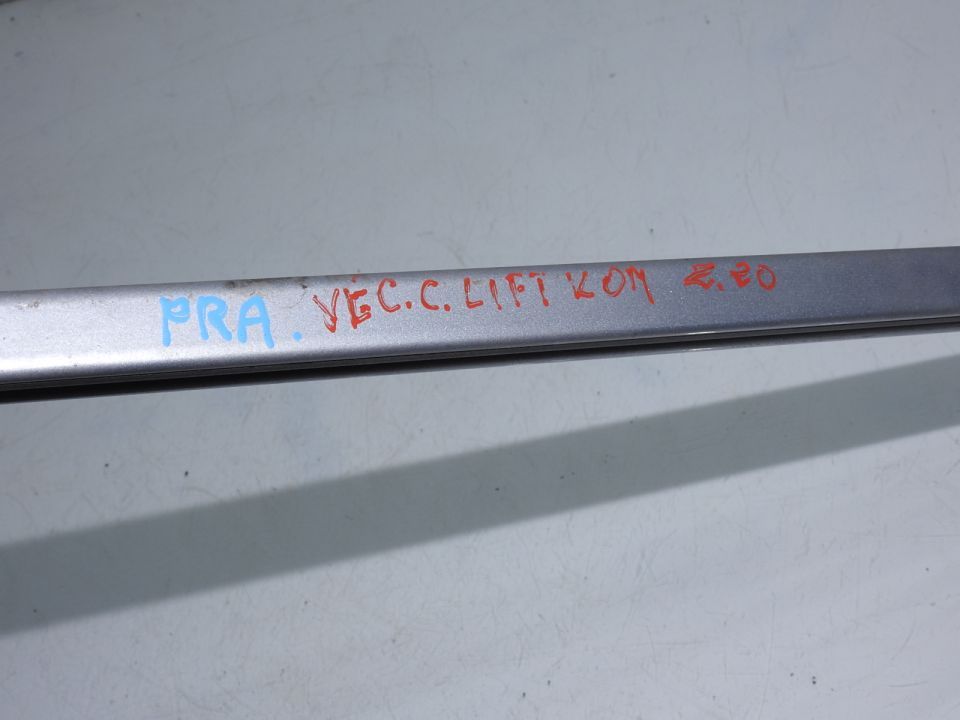 PRA. VEC.C. LIFT KOM Z.20